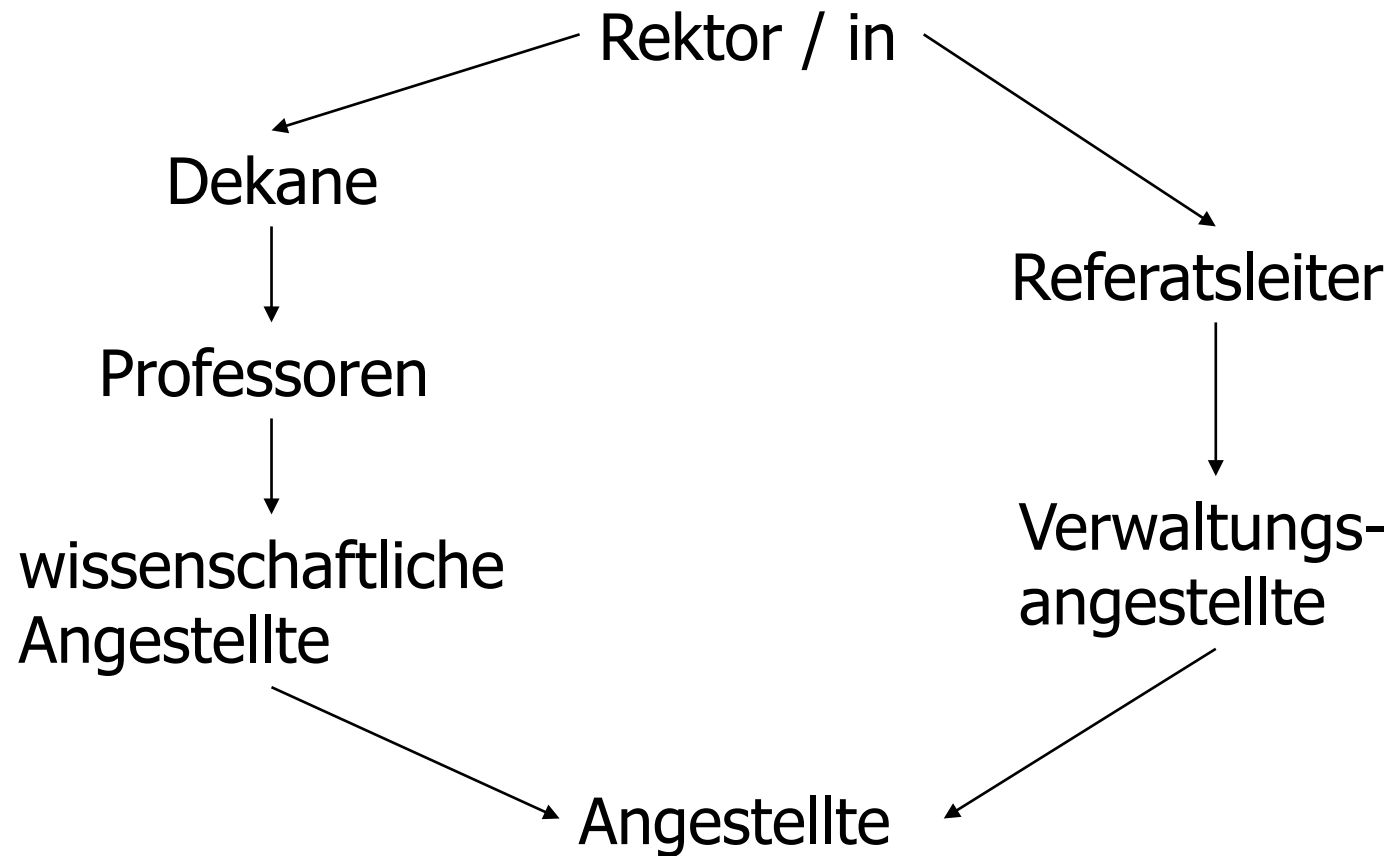 Rektor / in
Dekane
Referatsleiter
Professoren
Verwaltungs-
angestellte
wissenschaftliche
Angestellte
Angestellte